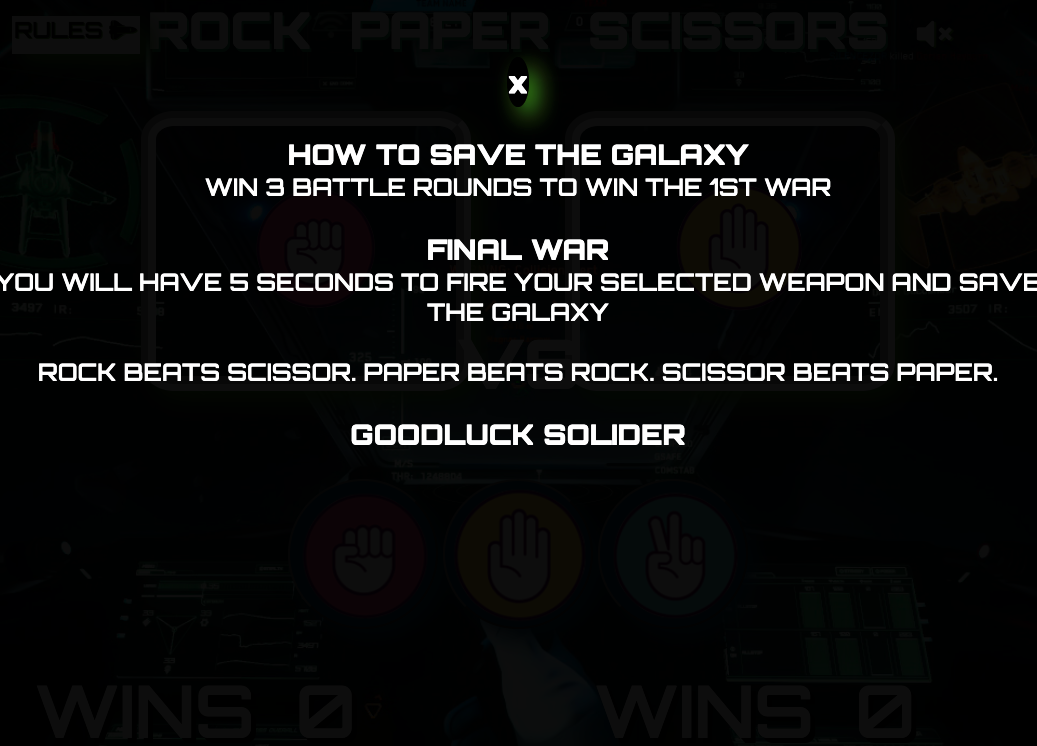 RULES ROCK PAPER SCISSORS
X
HOW TO SAVE THE GALAXY
WIN 3 BATTLE ROUNDS TO WIN THE 1ST WAR
FINAL WAR
YOU WILL HAVE 5 SECONDS TO FIRE YOUR SELECTED WEAPON AND SAVE
THE GALAXY
VS
ROCK BEATS SCISSOR. PAPER BEATS ROCK. SCISSOR BEATS PAPER.
GOODLUCK SOLIDER
WINS 0 WINS 0